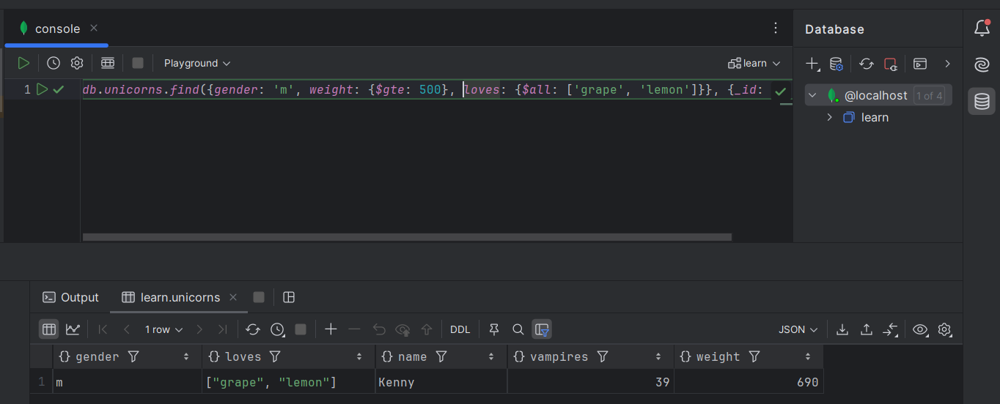 console
Database
Playground
learn
1 db.unicorns.find({gender: 'm', weight: {$gte: 500}, loves: {$all: ['grape', 'lemon']}}, {_id:
@localhost 1 of 4
learn
Output learn.unicorns
1 row DDL JSON
{} gender {} loves {} name {} vampires {} weight
1 m ["grape", "lemon"] Kenny 39 690